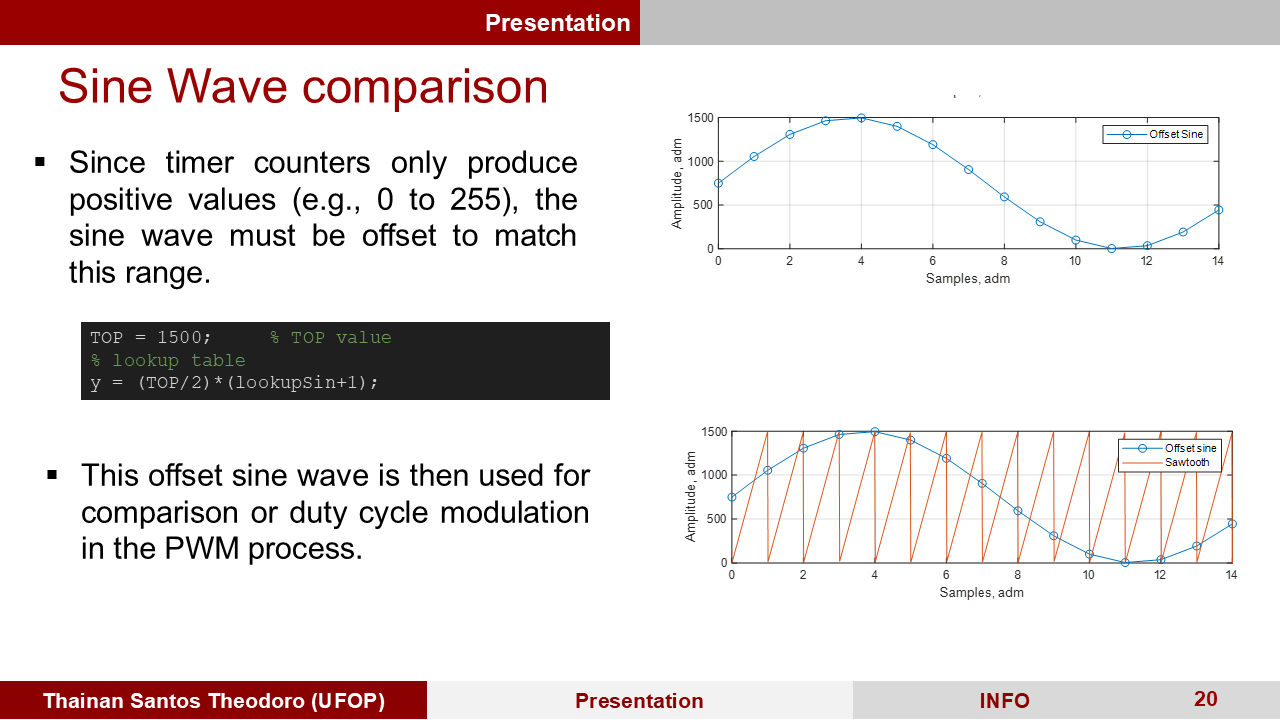 Presentation
Sine Wave comparison
▪ Since timer counters only produce
positive values (e.g., 0 to 255), the
sine wave must be offset to match
this range.
TOP = 1500;     % TOP value
% lookup table
y = (TOP/2)*(lookupSin+1);
▪ This offset sine wave is then used for
comparison or duty cycle modulation
in the PWM process.
1500
1000
500
0
Amplitude, adm
Offset Sine
0 2 4 6 8 10 12 14
Samples, adm
1500
1000
500
0
Amplitude, adm
Offset sine
Sawtooth
0 2 4 6 8 10 12 14
Samples, adm
Thainan Santos Theodoro (UFOP) Presentation INFO 20